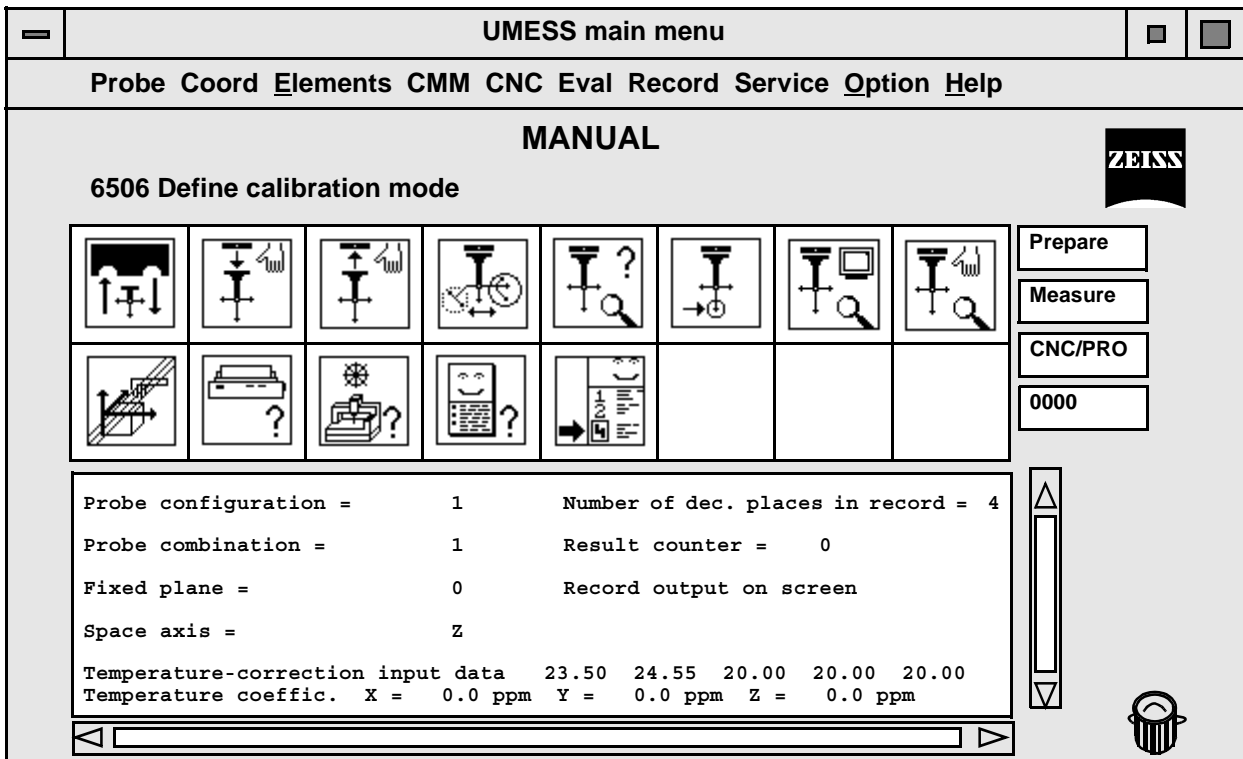 UMESS main menu
Probe Coord Elements CMM CNC Eval Record Service Option Help
MANUAL
ZEISS
6506 Define calibration mode
?
Prepare
Measure
CNC/PRO
0000
? ? ? 1 2 4
Probe configuration = 1 Number of dec. places in record = 4
Probe combination = 1 Result counter = 0
Fixed plane = 0 Record output on screen
Space axis = Z
Temperature-correction input data 23.50 24.55 20.00 20.00 20.00
Temperature coeffic. X = 0.0 ppm Y = 0.0 ppm Z = 0.0 ppm